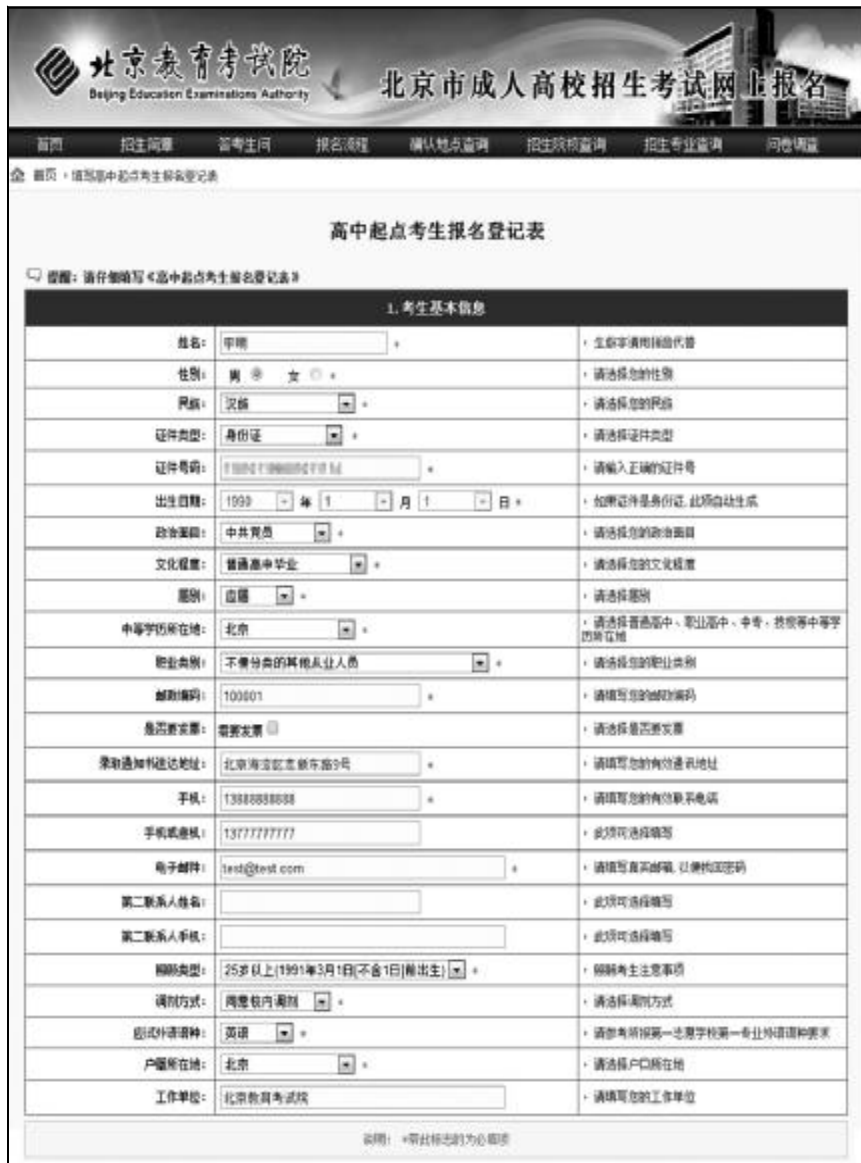 北京教育考试院
Beijing Education Examinations Authority
北京市成人高校招生考试网上报名
首页 招生简章 答考生问 报名流程 确认地点查询 招生院校查询 招生专业查询 问卷调查
首页 › 填写高中起点考生报名登记表
高中起点考生报名登记表
提醒：请仔细填写《高中起点考生报名登记表》
1. 考生基本信息
姓名： 甲明 * › 生僻字请用拼音代替
性别： 男 女 * › 请选择您的性别
民族： 汉族 * › 请选择您的民族
证件类型： 身份证 * › 请选择证件类型
证件号码： * › 请输入正确的证件号
出生日期： 1990 年 1 月 1 日 * › 如果证件是身份证,此项自动生成
政治面目： 中共党员 * › 请选择您的政治面目
文化程度： 普通高中毕业 * › 请选择您的文化程度
届别： 应届 * › 请选择届别
中等学历所在地： 北京 * › 请选择普通高中、职业高中、中专、技校等中等学
历所在地
职业类别： 不便分类的其他从业人员 * › 请选择您的职业类别
邮政编码： 100001 * › 请填写您的邮政编码
是否要发票： 需要发票 › 请选择是否要发票
录取通知书送达地址： 北京海淀区志新东路9号 * › 请填写您的有效通讯地址
手机： 13888888888 * › 请填写您的有效联系电话
手机或座机： 13777777777 › 此项可选择填写
电子邮件： test@test.com * › 请填写真实邮箱,以便找回密码
第二联系人姓名： › 此项可选择填写
第二联系人手机： › 此项可选择填写
照顾类型： 25岁以上(1991年3月1日[不含1日]前出生) * › 照顾考生注意事项
调剂方式： 同意校内调剂 * › 请选择调剂方式
应试外语语种： 英语 * › 请参考所报第一志愿学校第一专业外语语种要求
户籍所在地： 北京 * › 请选择户口所在地
工作单位： 北京教育考试院 › 请填写您的工作单位
说明： *带此标志的为必填项